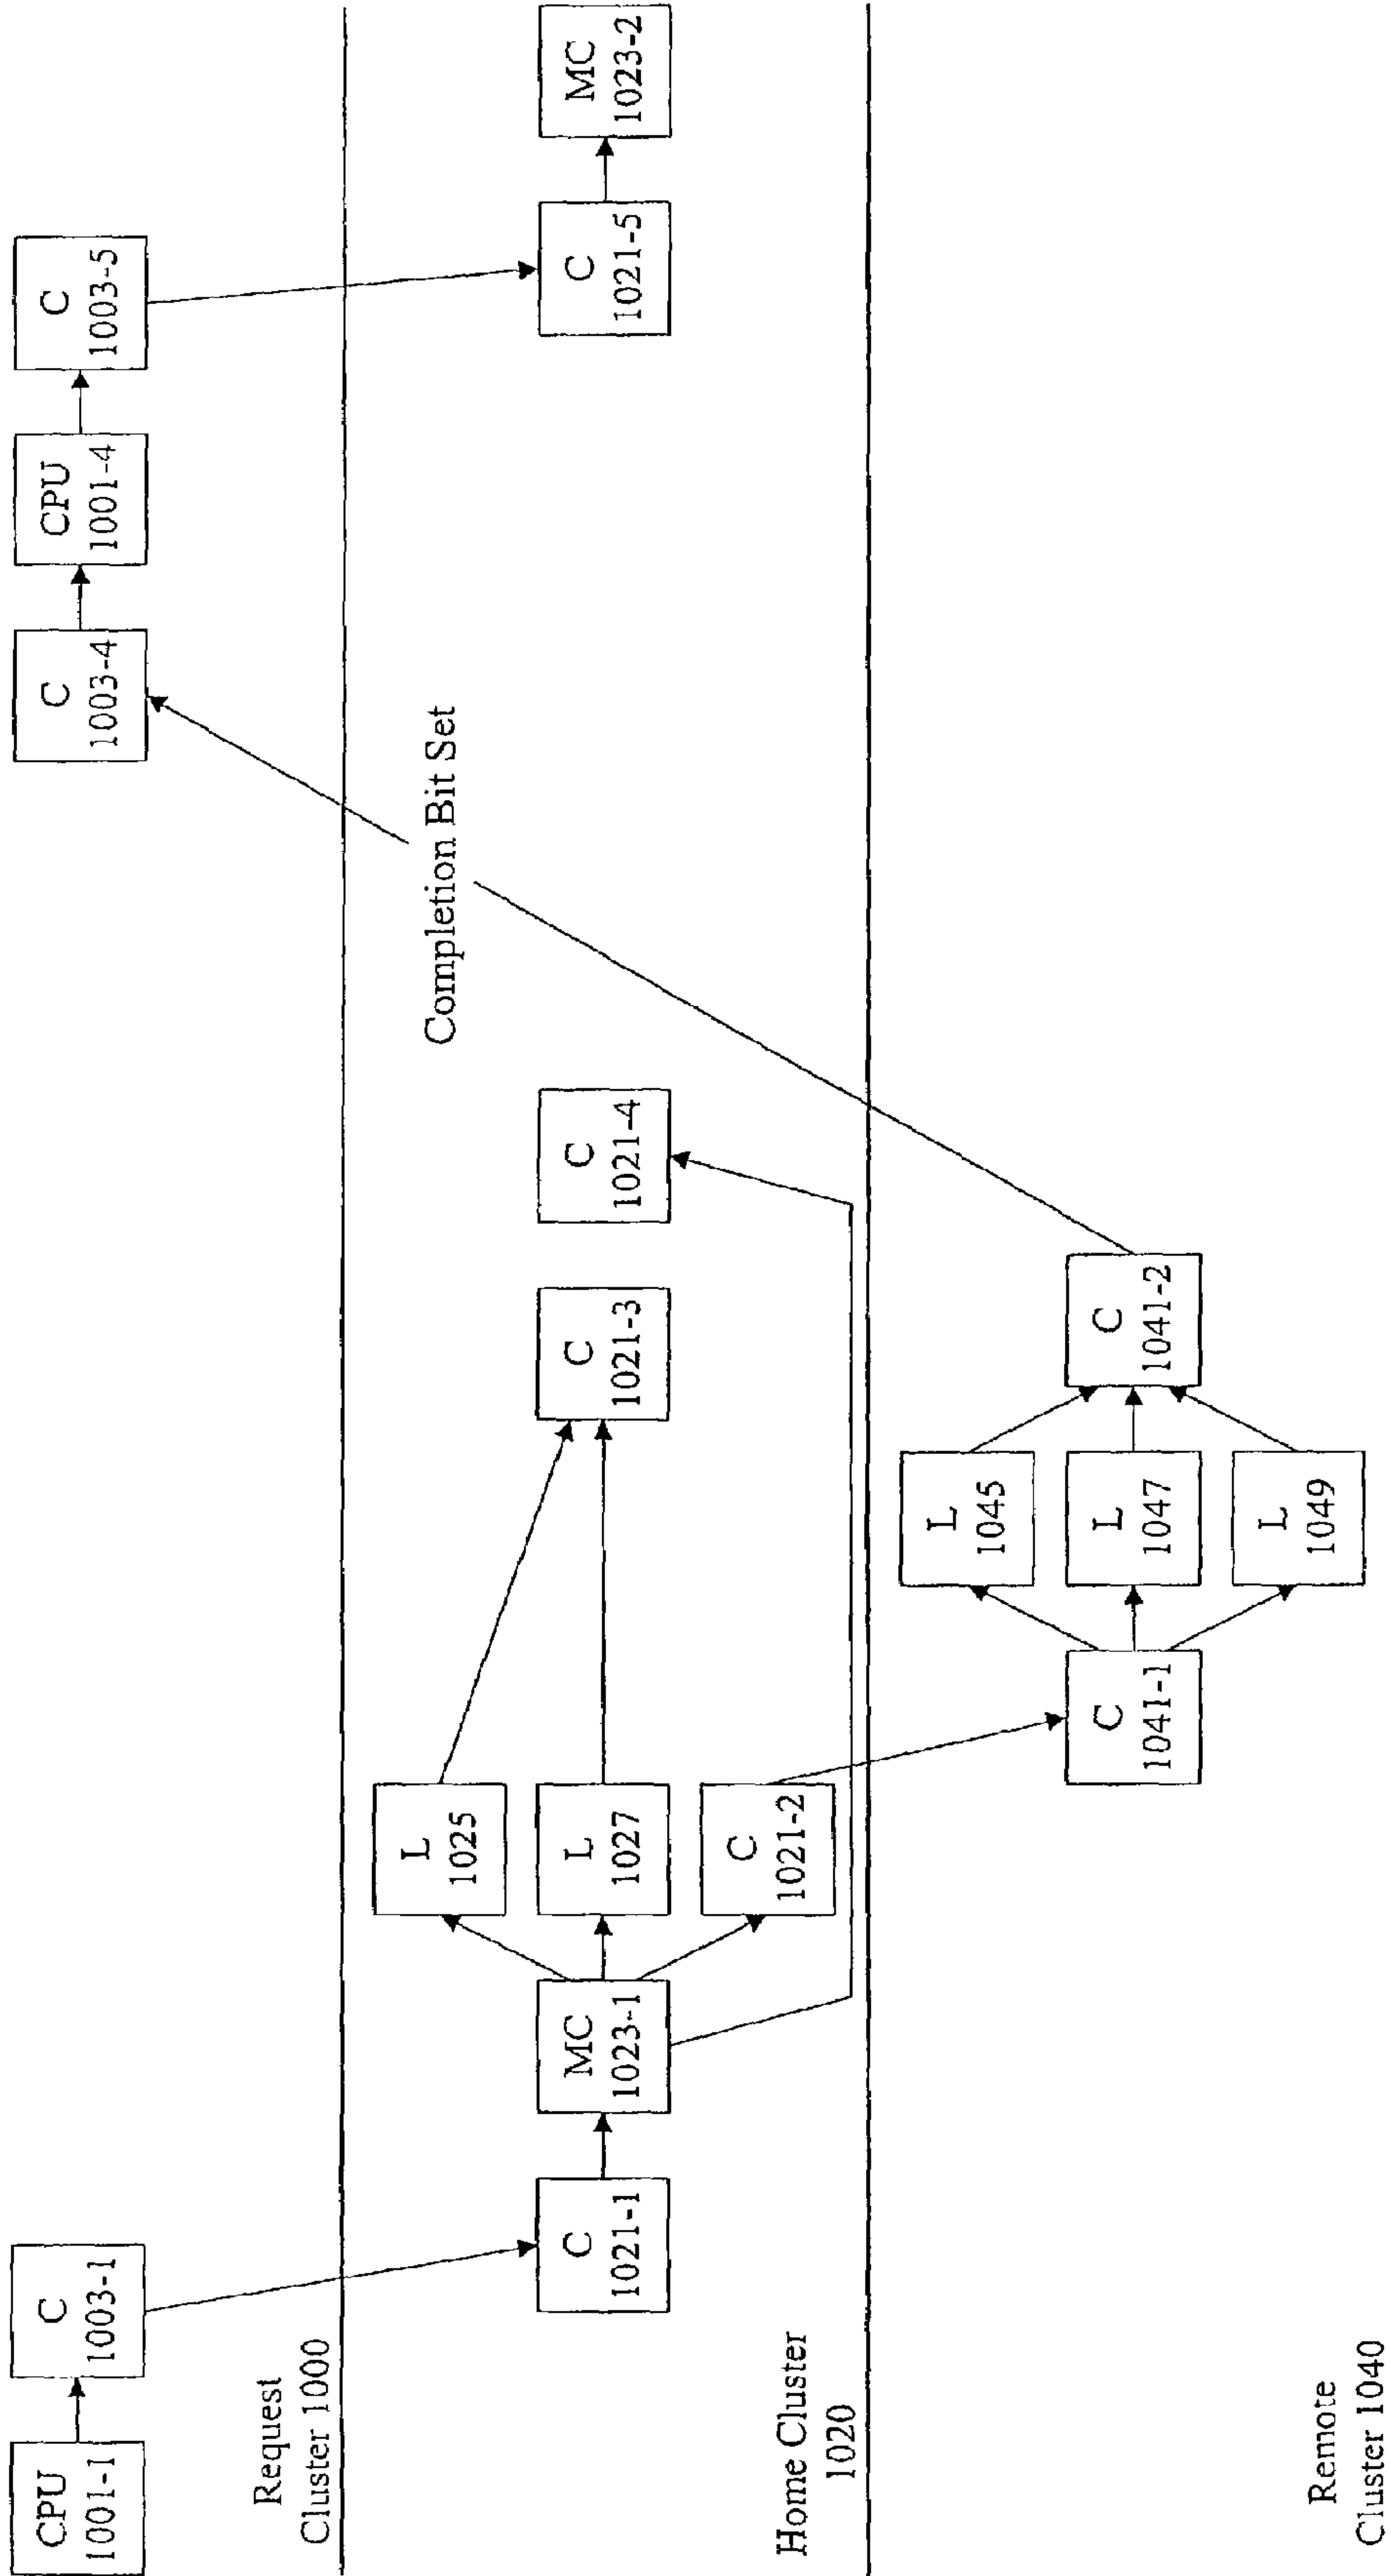 CPU
1001-1
C
1003-1
C
1003-4
CPU
1001-4
C
1003-5
Request
Cluster 1000
Completion Bit Set
L
1025
C
1021-1
MC
1023-1
L
1027
C
1021-3
C
1021-4
C
1021-5
MC
1023-2
C
1021-2
Home Cluster
1020
L
1045
C
1041-1
L
1047
C
1041-2
L
1049
Remote
Cluster 1040